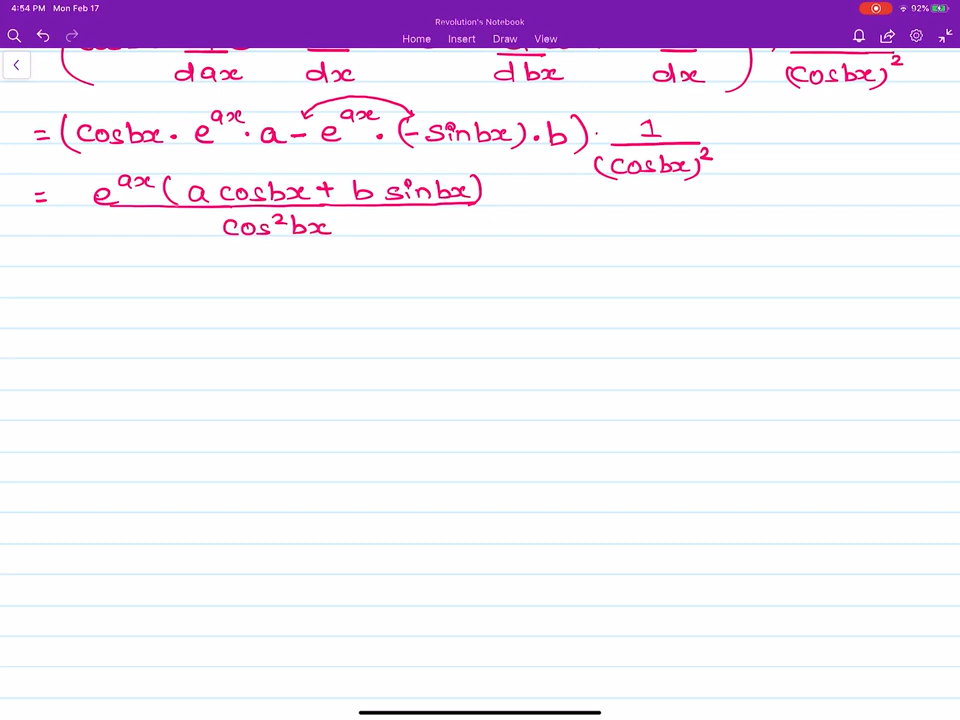 4:54 PM Mon Feb 17
92%
Revolution's Notebook
Home Insert Draw View
dax dx dbx dx (cosbx)²
= (cosbx · e^ax · a − e^ax · (−sinbx) · b) · 1/(cosbx)²
= e^ax (a cosbx + b sinbx)
cos²bx